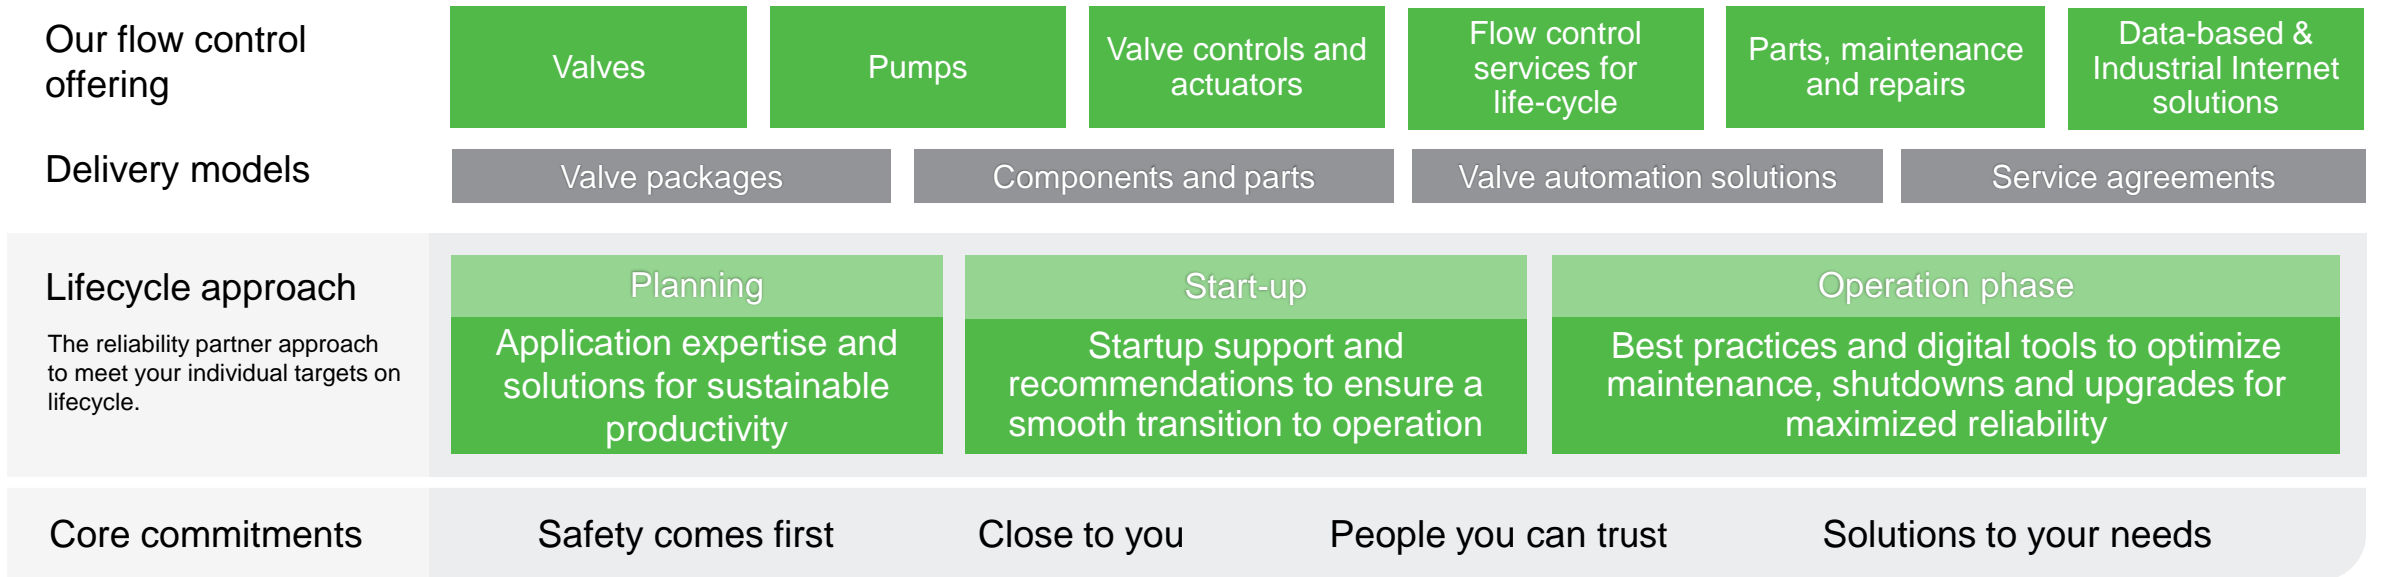 Our flow control
offering
Valves
Pumps
Valve controls and
actuators
Flow control
services for
life-cycle
Parts, maintenance
and repairs
Data-based &
Industrial Internet
solutions
Delivery models
Valve packages
Components and parts
Valve automation solutions
Service agreements
Lifecycle approach
The reliability partner approach
to meet your individual targets on
lifecycle.
Planning
Application expertise and
solutions for sustainable
productivity
Start-up
Startup support and
recommendations to ensure a
smooth transition to operation
Operation phase
Best practices and digital tools to optimize
maintenance, shutdowns and upgrades for
maximized reliability
Core commitments
Safety comes first
Close to you
People you can trust
Solutions to your needs